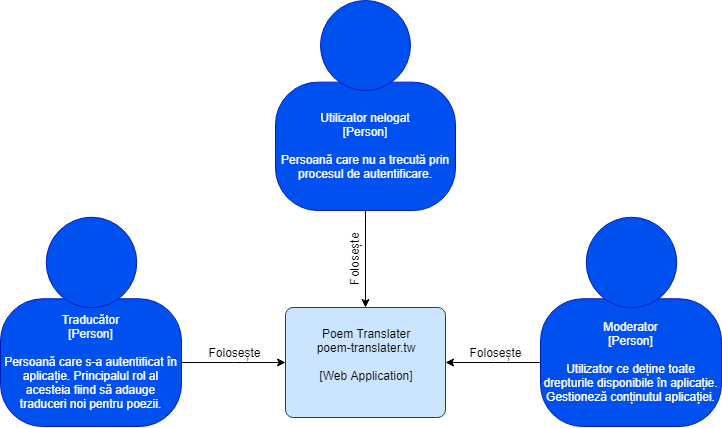 Utilizator nelogat
[Person]
Persoană care nu a trecută prin
procesul de autentificare.
Folosește
Traducător
[Person]
Persoană care s-a autentificat în
aplicație. Principalul rol al
acesteia fiind să adauge
traduceri noi pentru poezii.
Folosește
Poem Translater
poem-translater.tw
[Web Application]
Folosește
Moderator
[Person]
Utilizator ce deține toate
drepturile disponibile în aplicație.
Gestioneză conținutul aplicației.